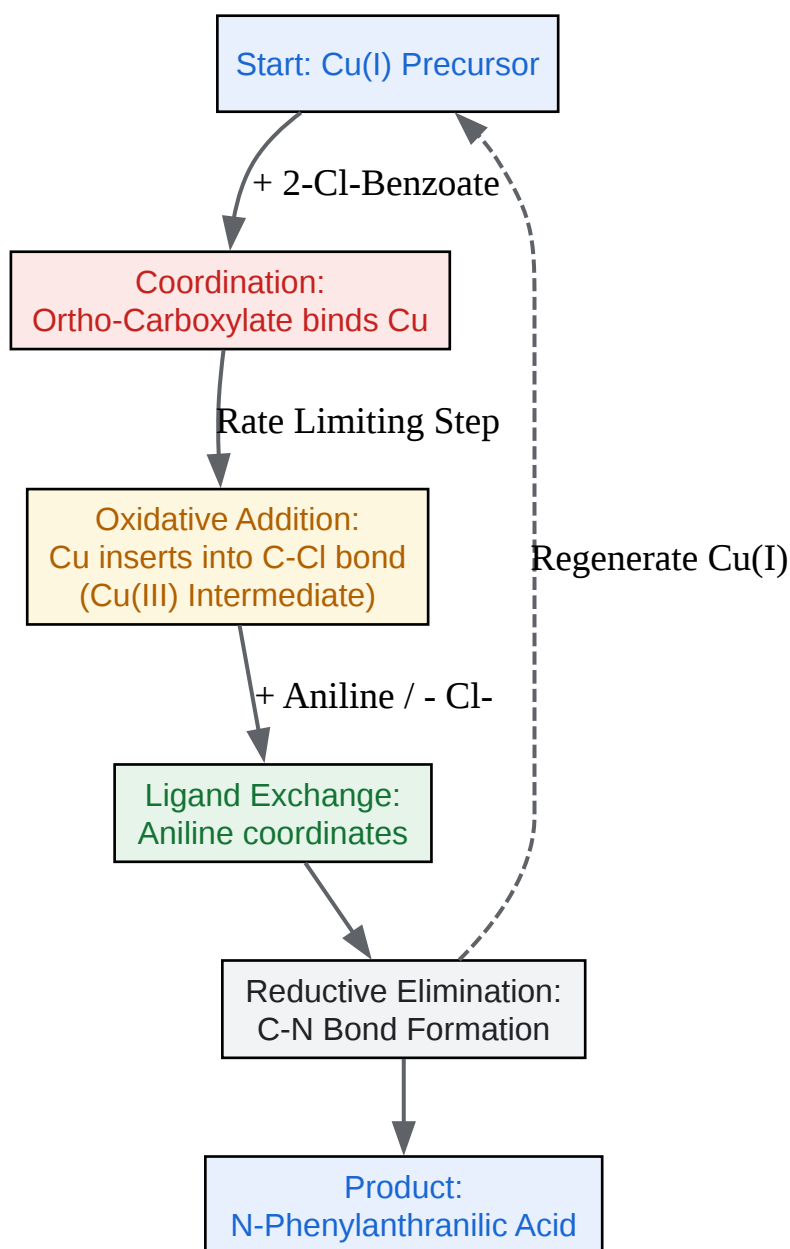 Start: Cu(I) Precursor
+ 2-Cl-Benzoate
Coordination:
Ortho-Carboxylate binds Cu
Rate Limiting Step
Oxidative Addition:
Cu inserts into C-Cl bond
(Cu(III) Intermediate)
Regenerate Cu(I)
+ Aniline / - Cl-
Ligand Exchange:
Aniline coordinates
Reductive Elimination:
C-N Bond Formation
Product:
N-Phenylanthranilic Acid